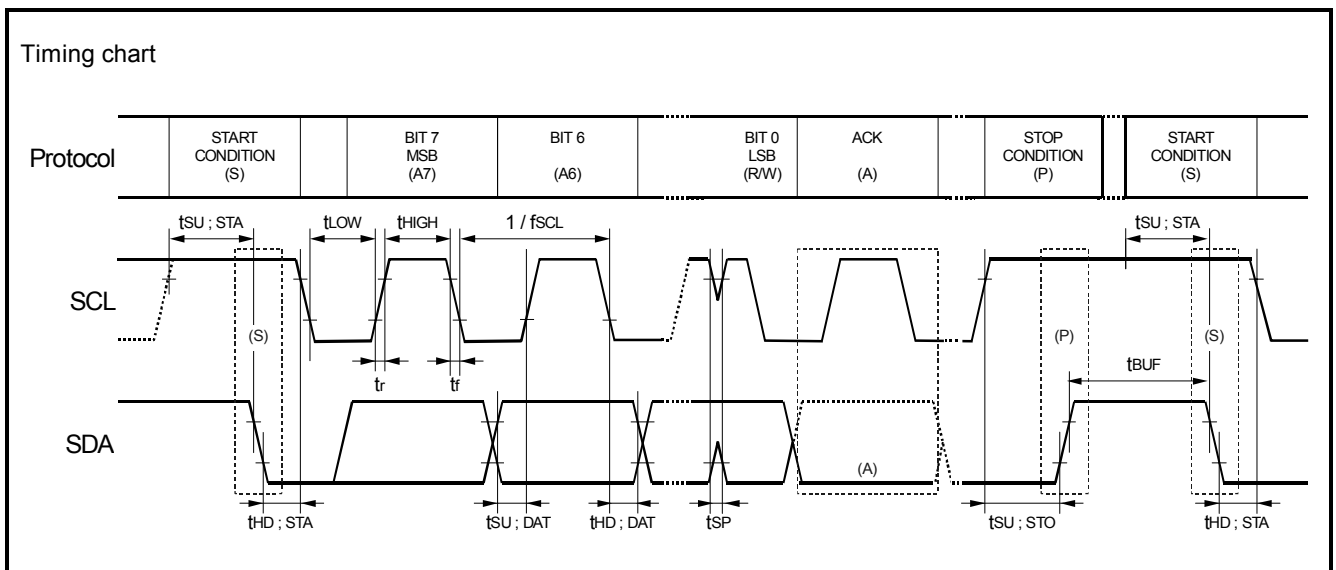 Timing chart
Protocol
START
CONDITION
(S)
BIT 7
MSB
(A7)
BIT 6
(A6)
BIT 0
LSB
(R/W)
ACK
(A)
STOP
CONDITION
(P)
START
CONDITION
(S)
tSU ; STA
tLOW
tHIGH
1 / fSCL
tSU ; STA
SCL
(S)
(P)
(S)
tr
tf
tBUF
SDA
(A)
tHD ; STA
tSU ; DAT
tHD ; DAT
tSP
tSU ; STO
tHD ; STA